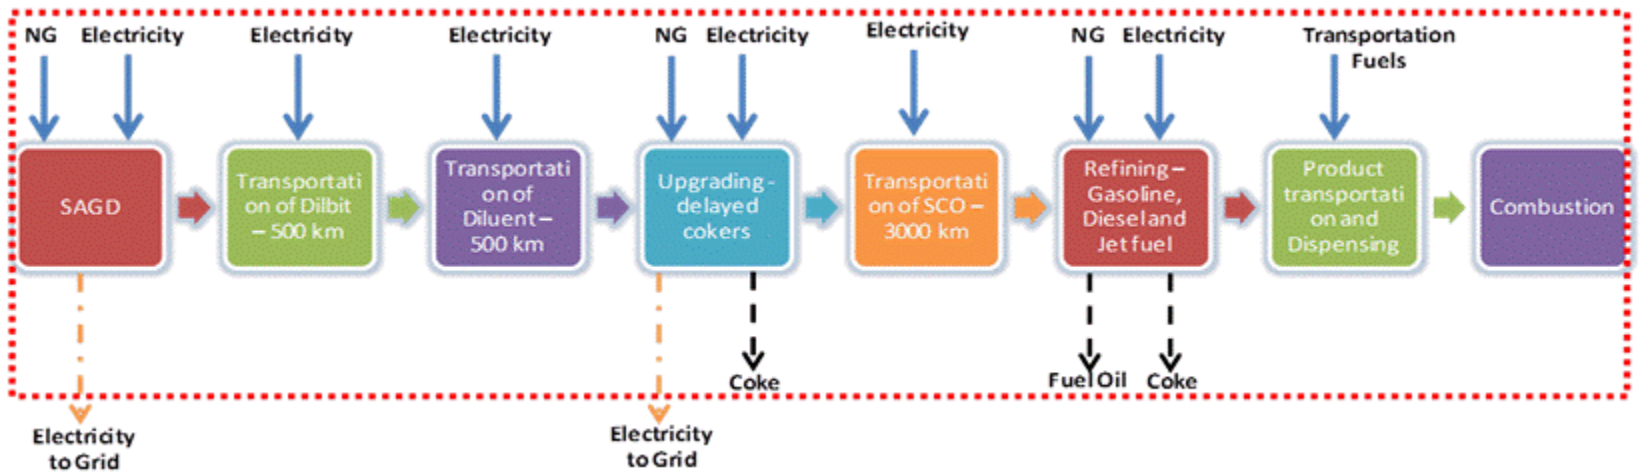 NG
Electricity
Electricity
Electricity
NG
Electricity
Electricity
NG
Electricity
Transportation
Fuels
SAGD
Transportati
on of Dilbit
– 500 km
Transportati
on of
Diluent –
500 km
Upgrading -
delayed
cokers
Transportati
on of SCO –
3000 km
Refining –
Gasoline,
Diesel and
Jet fuel
Product
transportati
on and
Dispensing
Combustion
Coke
Fuel Oil
Coke
Electricity
to Grid
Electricity
to Grid